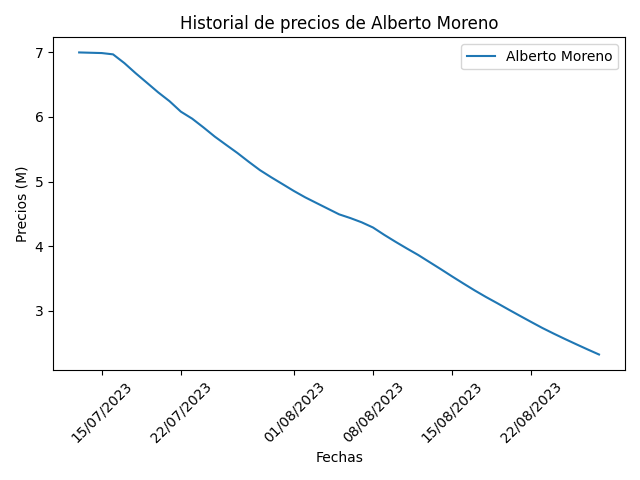 Historial de precios de Alberto Moreno
Alberto Moreno
Precios (M)
7
6
5
4
3
15/07/2023
22/07/2023
01/08/2023
08/08/2023
15/08/2023
22/08/2023
Fechas